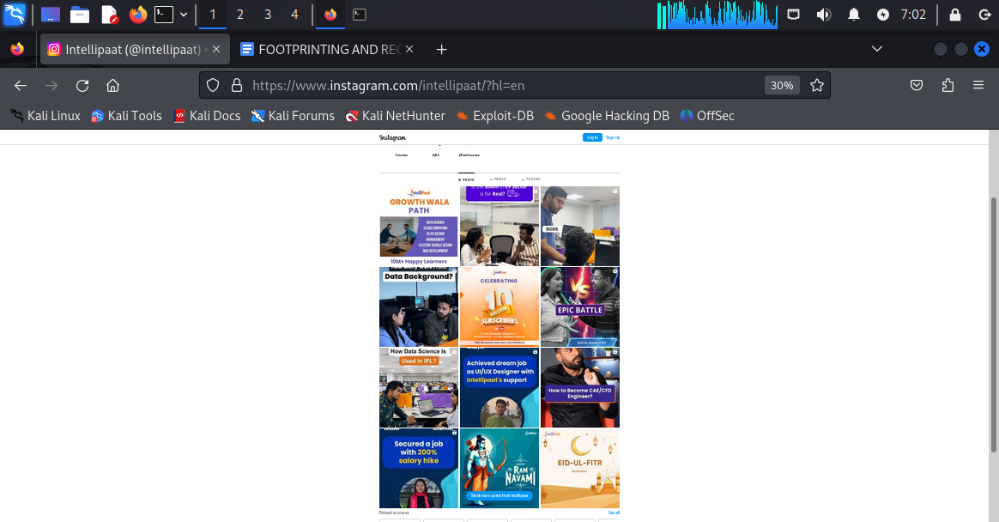 1 2 3 4
7:02
Intellipaat (@intellipaat) •
FOOTPRINTING AND REC
https://www.instagram.com/intellipaat/?hl=en
30%
Kali Linux Kali Tools Kali Docs Kali Forums Kali NetHunter Exploit-DB Google Hacking DB OffSec
Instagram
Log In Sign Up
Courses Q&A #FreeCourses
POSTS REELS TAGGED
IntelliPaat
GROWTH WALA
PATH
DATA SCIENCE
CLOUD COMPUTING
UI/UX DESIGN
MANAGEMENT
ELECTRIC VEHICLE DESIGN
WEB DEVELOPMENT
10M+ Happy Learners
Is the Boom in EV Sector
is for Real?
BOSS
Data Background?
CELEBRATING
10
MILLION
SUBSCRIBERS
VS
EPIC BATTLE
DATA ANALYST
How Data Science Is
Used In IPL?
Achieved dream job
as UI/UX Designer with
Intellipaat's support
How to Become CAE/CFD
Engineer?
Secured a job
with 200%
salary hike
RAM
NAVAMI
Show more posts from intellipaat
EID-UL-FITR
MUBARAK
Related accounts
See all